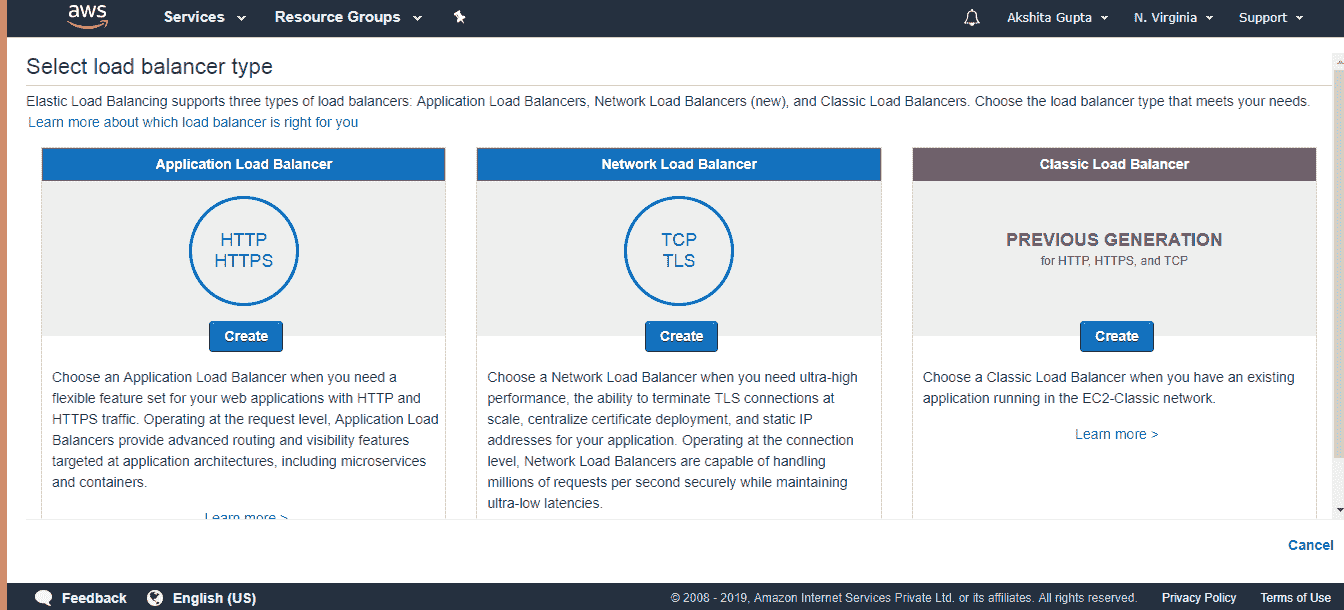 aws Services Resource Groups Akshita Gupta N. Virginia Support
Select load balancer type
Elastic Load Balancing supports three types of load balancers: Application Load Balancers, Network Load Balancers (new), and Classic Load Balancers. Choose the load balancer type that meets your needs.
Learn more about which load balancer is right for you
Application Load Balancer
HTTP
HTTPS
Create
Choose an Application Load Balancer when you need a
flexible feature set for your web applications with HTTP and
HTTPS traffic. Operating at the request level, Application Load
Balancers provide advanced routing and visibility features
targeted at application architectures, including microservices
and containers.
Learn more >
Network Load Balancer
TCP
TLS
Create
Choose a Network Load Balancer when you need ultra-high
performance, the ability to terminate TLS connections at
scale, centralize certificate deployment, and static IP
addresses for your application. Operating at the connection
level, Network Load Balancers are capable of handling
millions of requests per second securely while maintaining
ultra-low latencies.
Classic Load Balancer
PREVIOUS GENERATION
for HTTP, HTTPS, and TCP
Create
Choose a Classic Load Balancer when you have an existing
application running in the EC2-Classic network.
Learn more >
Cancel
Feedback English (US) © 2008 - 2019, Amazon Internet Services Private Ltd. or its affiliates. All rights reserved. Privacy Policy Terms of Use